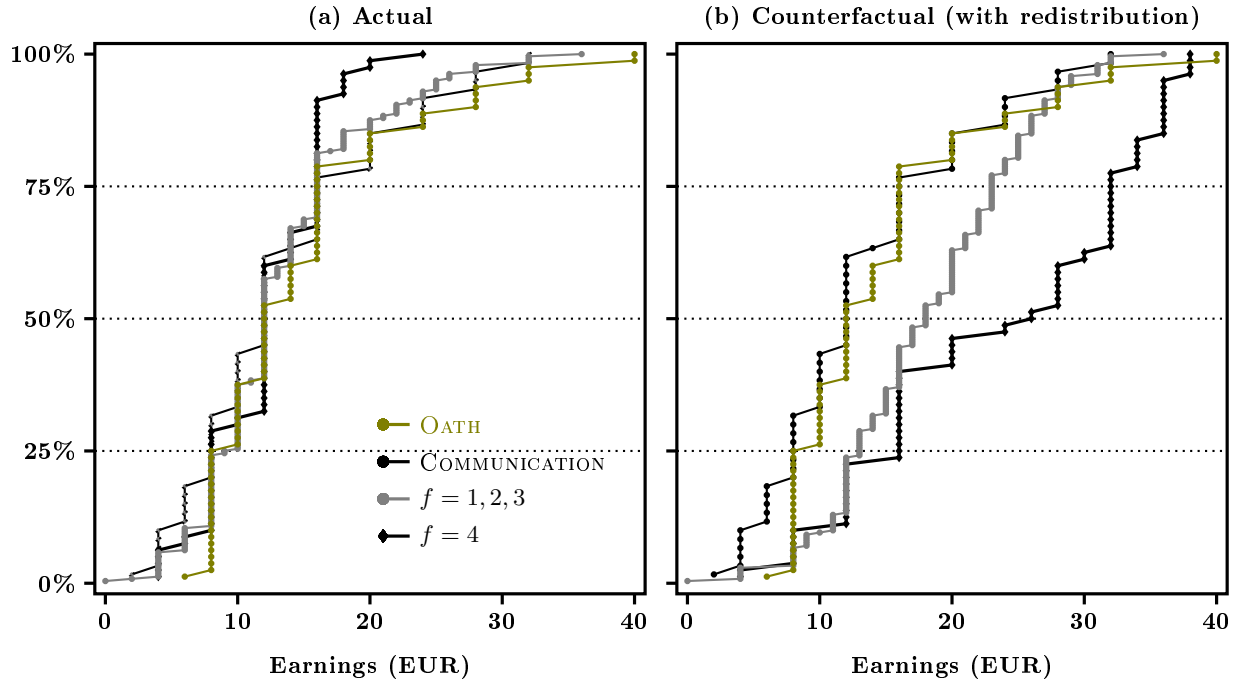 (a) Actual
(b) Counterfactual (with redistribution)
100%
75%
50%
25%
0%
OATH
COMMUNICATION
f = 1, 2, 3
f = 4
0 10 20 30 40
0 10 20 30 40
Earnings (EUR)
Earnings (EUR)